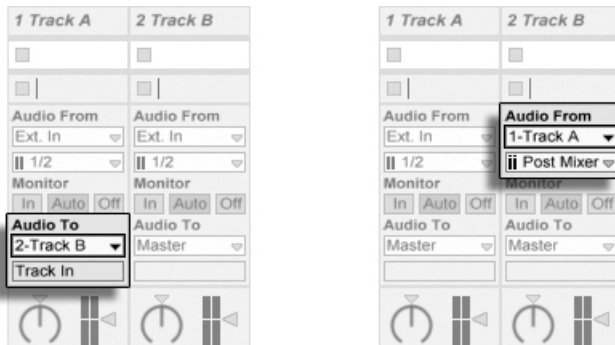 1 Track A
2 Track B
Audio From
Audio From
Ext. In
Ext. In
1/2
1/2
Monitor
Monitor
In Auto Off
In Auto Off
Audio To
Audio To
2-Track B
Master
Track In
1 Track A
2 Track B
Audio From
Audio From
Ext. In
1-Track A
1/2
Post Mixer
Monitor
Monitor
In Auto Off
In Auto Off
Audio To
Audio To
Master
Master